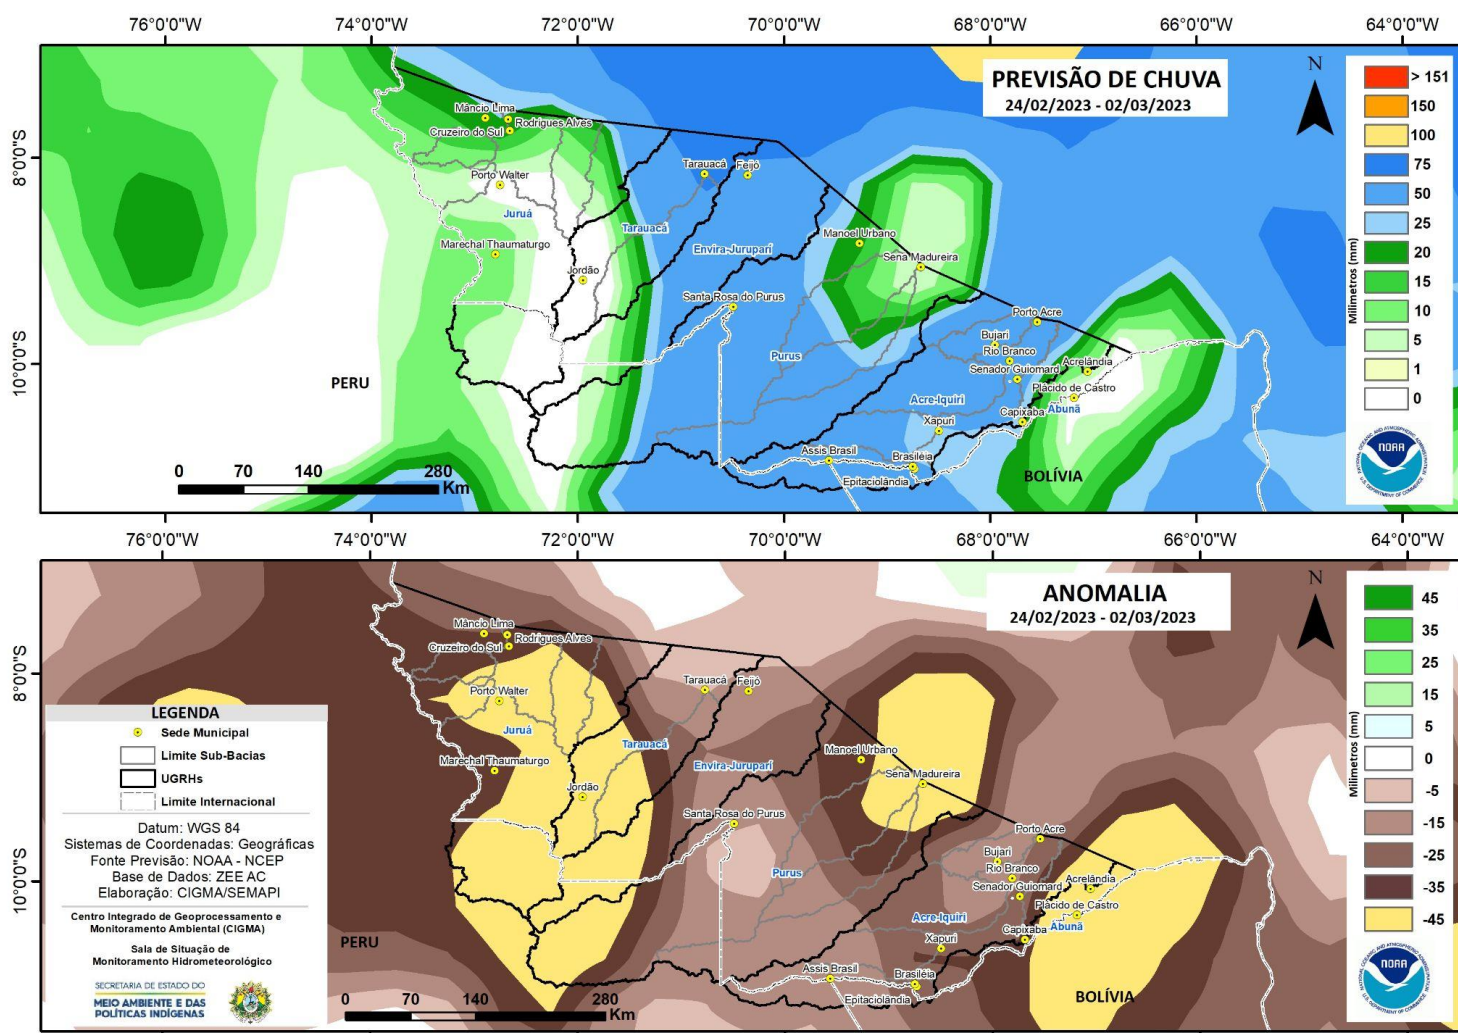 76°0'0"W 74°0'0"W 72°0'0"W 70°0'0"W 68°0'0"W 66°0'0"W 64°0'0"W
PREVISÃO DE CHUVA
24/02/2023 - 02/03/2023
N
8°0'0"S
10°0'0"S
Mâncio Lima
Rodrigues Alves
Cruzeiro do Sul
Porto Walter
Juruá
Marechal Thaumaturgo
Jordão
Tarauacá
Feijó
Tarauacá
Envira-Jurupari
Santa Rosa do Purus
Manoel Urbano
Sena Madureira
Purus
Porto Acre
Bujari
Rio Branco
Senador Guiomard
Acrelândia
Plácido de Castro
Abunã
Acre-Iquiri
Capixaba
Xapuri
Assis Brasil
Brasiléia
Epitaciolândia
PERU
BOLÍVIA
0 70 140 280
Km
Milimetros (mm)
> 151
150
100
75
50
25
20
15
10
5
1
0
NOAA
76°0'0"W 74°0'0"W 72°0'0"W 70°0'0"W 68°0'0"W 66°0'0"W 64°0'0"W
ANOMALIA
24/02/2023 - 02/03/2023
N
8°0'0"S
10°0'0"S
Mâncio Lima
Rodrigues Alves
Cruzeiro do Sul
Porto Walter
Juruá
Marechal Thaumaturgo
Jordão
Tarauacá
Feijó
Tarauacá
Envira-Jurupari
Santa Rosa do Purus
Manoel Urbano
Sena Madureira
Purus
Porto Acre
Bujari
Rio Branco
Senador Guiomard
Acrelândia
Plácido de Castro
Abunã
Acre-Iquiri
Capixaba
Xapuri
Assis Brasil
Brasiléia
Epitaciolândia
PERU
BOLÍVIA
0 70 140 280
Km
Milimetros (mm)
45
35
25
15
5
0
-5
-15
-25
-35
-45
NOAA
LEGENDA
Sede Municipal
Limite Sub-Bacias
UGRHs
Limite Internacional
Datum: WGS 84
Sistemas de Coordenadas: Geográficas
Fonte Previsão: NOAA - NCEP
Base de Dados: ZEE AC
Elaboração: CIGMA/SEMAPI
Centro Integrado de Geoprocessamento e
Monitoramento Ambiental (CIGMA)
Sala de Situação de
Monitoramento Hidrometeorológico
SECRETARIA DE ESTADO DO
MEIO AMBIENTE E DAS
POLÍTICAS INDÍGENAS